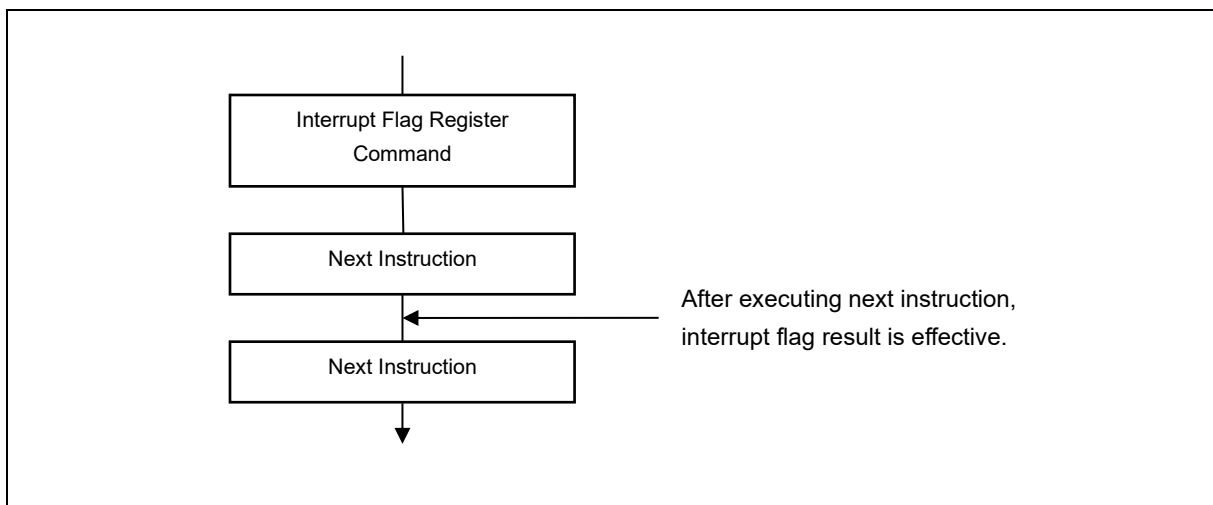 Interrupt Flag Register
Command
Next Instruction
After executing next instruction,
interrupt flag result is effective.
Next Instruction